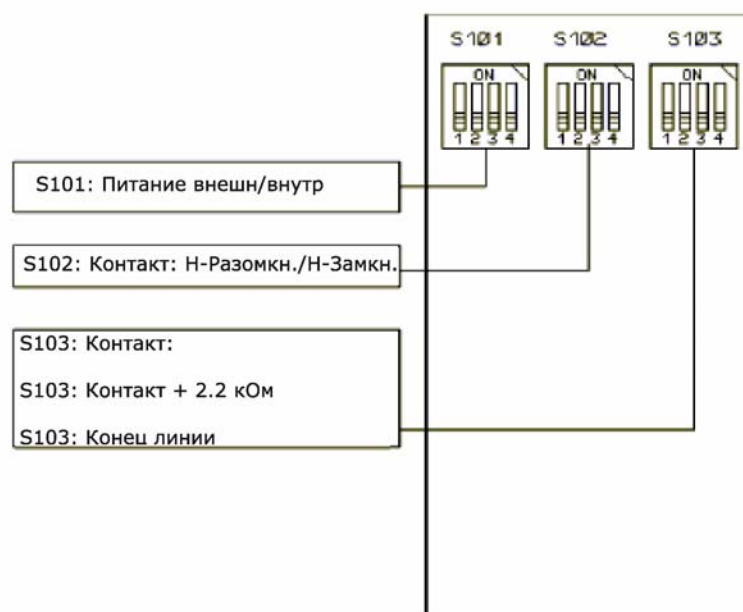 S101 S102 S103
ON ON ON
1 2 3 4 1 2 3 4 1 2 3 4
S101: Питание внешн/внутр
S102: Контакт: Н-Разомкн./Н-Замкн.
S103: Контакт:
S103: Контакт + 2.2 кОм
S103: Конец линии